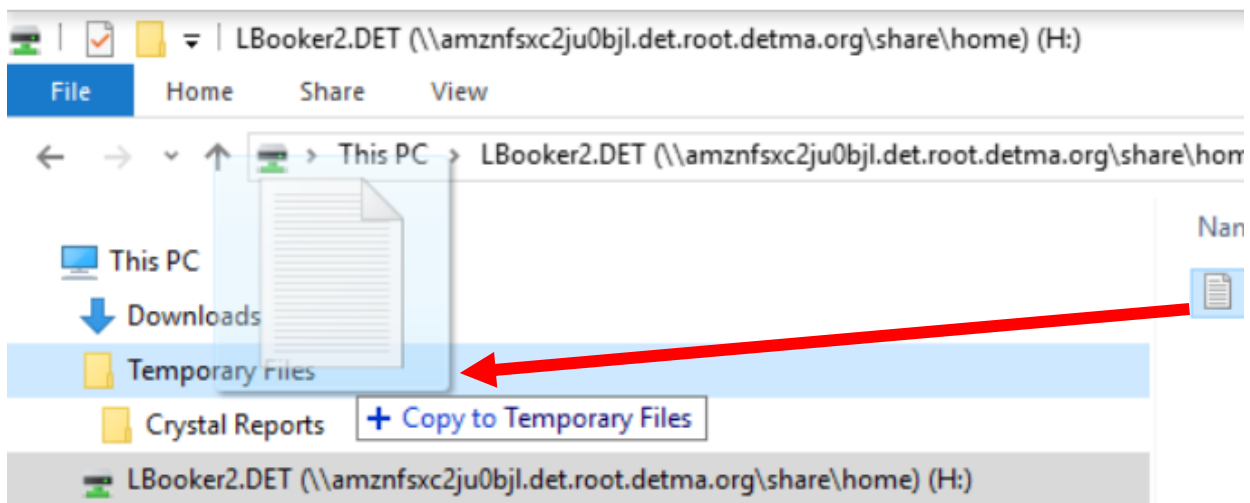 LBooker2.DET (\\amznfsxc2ju0bjl.det.root.detma.org\share\home) (H:)
File Home Share View
This PC > LBooker2.DET (\\amznfsxc2ju0bjl.det.root.detma.org\share\hom
Nan
This PC
Downloads
Temporary Files
+ Copy to Temporary Files
Crystal Reports
LBooker2.DET (\\amznfsxc2ju0bjl.det.root.detma.org\share\home) (H:)